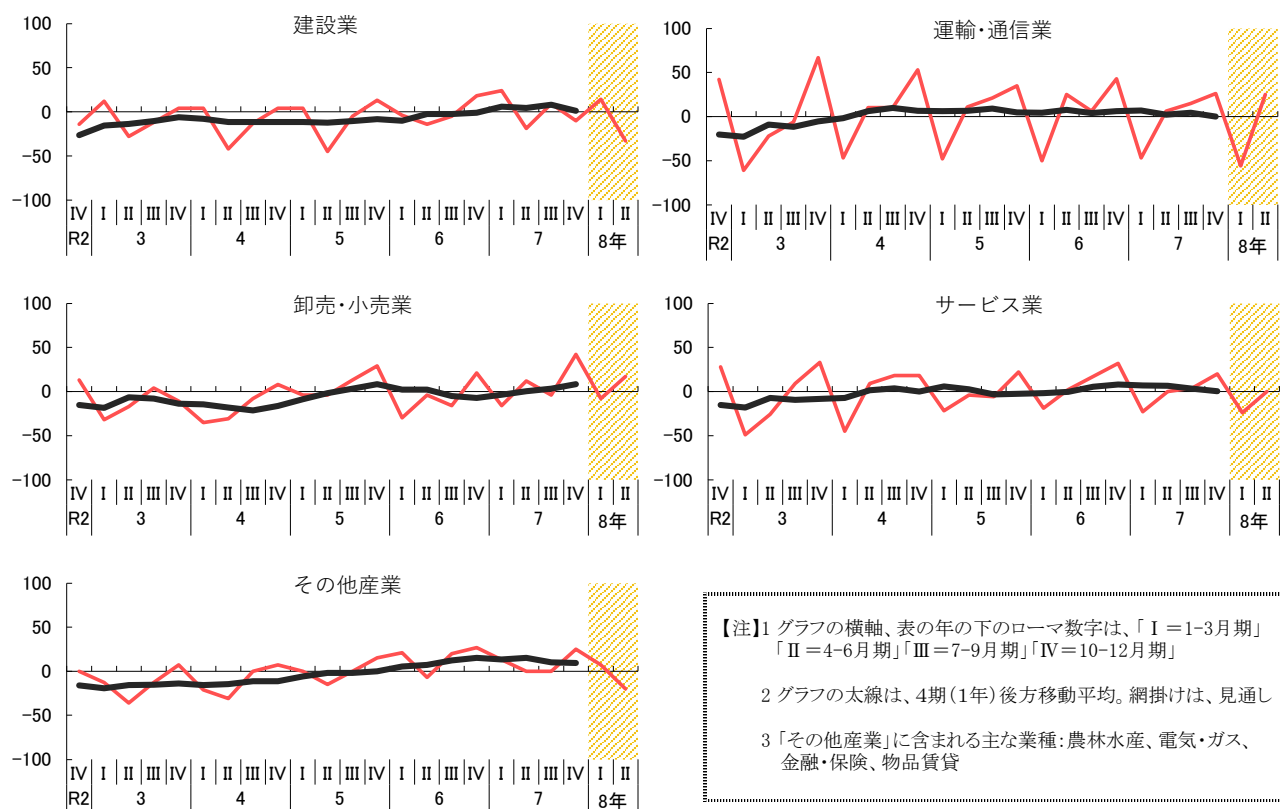 建設業
100
50
0
-50
-100
Ⅳ Ⅰ Ⅱ Ⅲ Ⅳ Ⅰ Ⅱ Ⅲ Ⅳ Ⅰ Ⅱ Ⅲ Ⅳ Ⅰ Ⅱ Ⅲ Ⅳ Ⅰ Ⅱ Ⅲ Ⅳ Ⅰ Ⅱ
R2 3 4 5 6 7 8年
運輸・通信業
100
50
0
-50
-100
Ⅳ Ⅰ Ⅱ Ⅲ Ⅳ Ⅰ Ⅱ Ⅲ Ⅳ Ⅰ Ⅱ Ⅲ Ⅳ Ⅰ Ⅱ Ⅲ Ⅳ Ⅰ Ⅱ Ⅲ Ⅳ Ⅰ Ⅱ
R2 3 4 5 6 7 8年
卸売・小売業
100
50
0
-50
-100
Ⅳ Ⅰ Ⅱ Ⅲ Ⅳ Ⅰ Ⅱ Ⅲ Ⅳ Ⅰ Ⅱ Ⅲ Ⅳ Ⅰ Ⅱ Ⅲ Ⅳ Ⅰ Ⅱ Ⅲ Ⅳ Ⅰ Ⅱ
R2 3 4 5 6 7 8年
サービス業
100
50
0
-50
-100
Ⅳ Ⅰ Ⅱ Ⅲ Ⅳ Ⅰ Ⅱ Ⅲ Ⅳ Ⅰ Ⅱ Ⅲ Ⅳ Ⅰ Ⅱ Ⅲ Ⅳ Ⅰ Ⅱ Ⅲ Ⅳ Ⅰ Ⅱ
R2 3 4 5 6 7 8年
その他産業
100
50
0
-50
-100
Ⅳ Ⅰ Ⅱ Ⅲ Ⅳ Ⅰ Ⅱ Ⅲ Ⅳ Ⅰ Ⅱ Ⅲ Ⅳ Ⅰ Ⅱ Ⅲ Ⅳ Ⅰ Ⅱ Ⅲ Ⅳ Ⅰ Ⅱ
R2 3 4 5 6 7 8年
【注】1 グラフの横軸、表の年の下のローマ数字は、「Ⅰ=1-3月期」
「Ⅱ=4-6月期」「Ⅲ=7-9月期」「Ⅳ=10-12月期」
2 グラフの太線は、4期(1年)後方移動平均。網掛けは、見通し
3 「その他産業」に含まれる主な業種:農林水産、電気・ガス、
金融・保険、物品賃貸